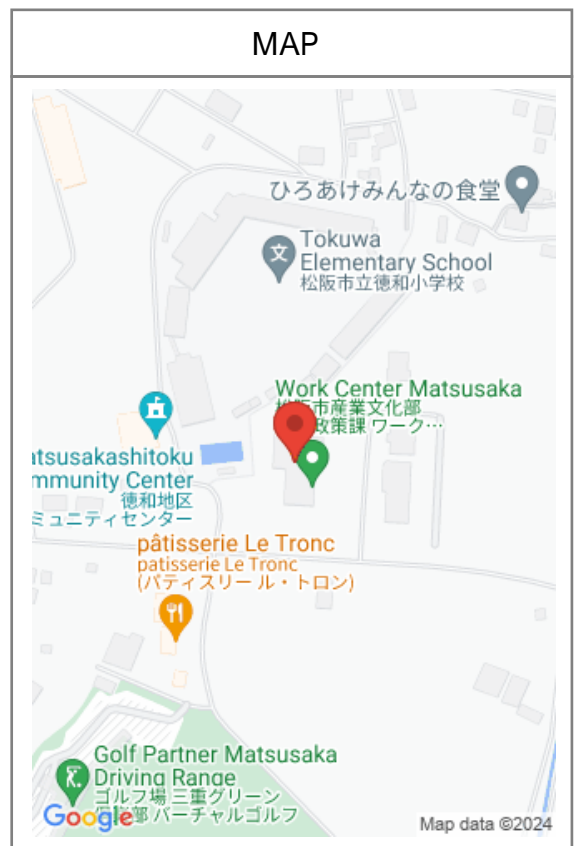 MAP
ひろあけみんなの食堂
文
Tokuwa
Elementary School
松阪市立徳和小学校
Work Center Matsusaka
市産業文化部
政策課 ワーク…
atsusakashitoku
mmunity Center
徳和地区
ミュニティセンター
pâtisserie Le Tronc
patisserie Le Tronc
(パティスリー ル・トロン)
Golf Partner Matsusaka
Driving Range
ゴルフ場 三重グリーン
部 バーチャルゴルフ
Google
Map data ©2024